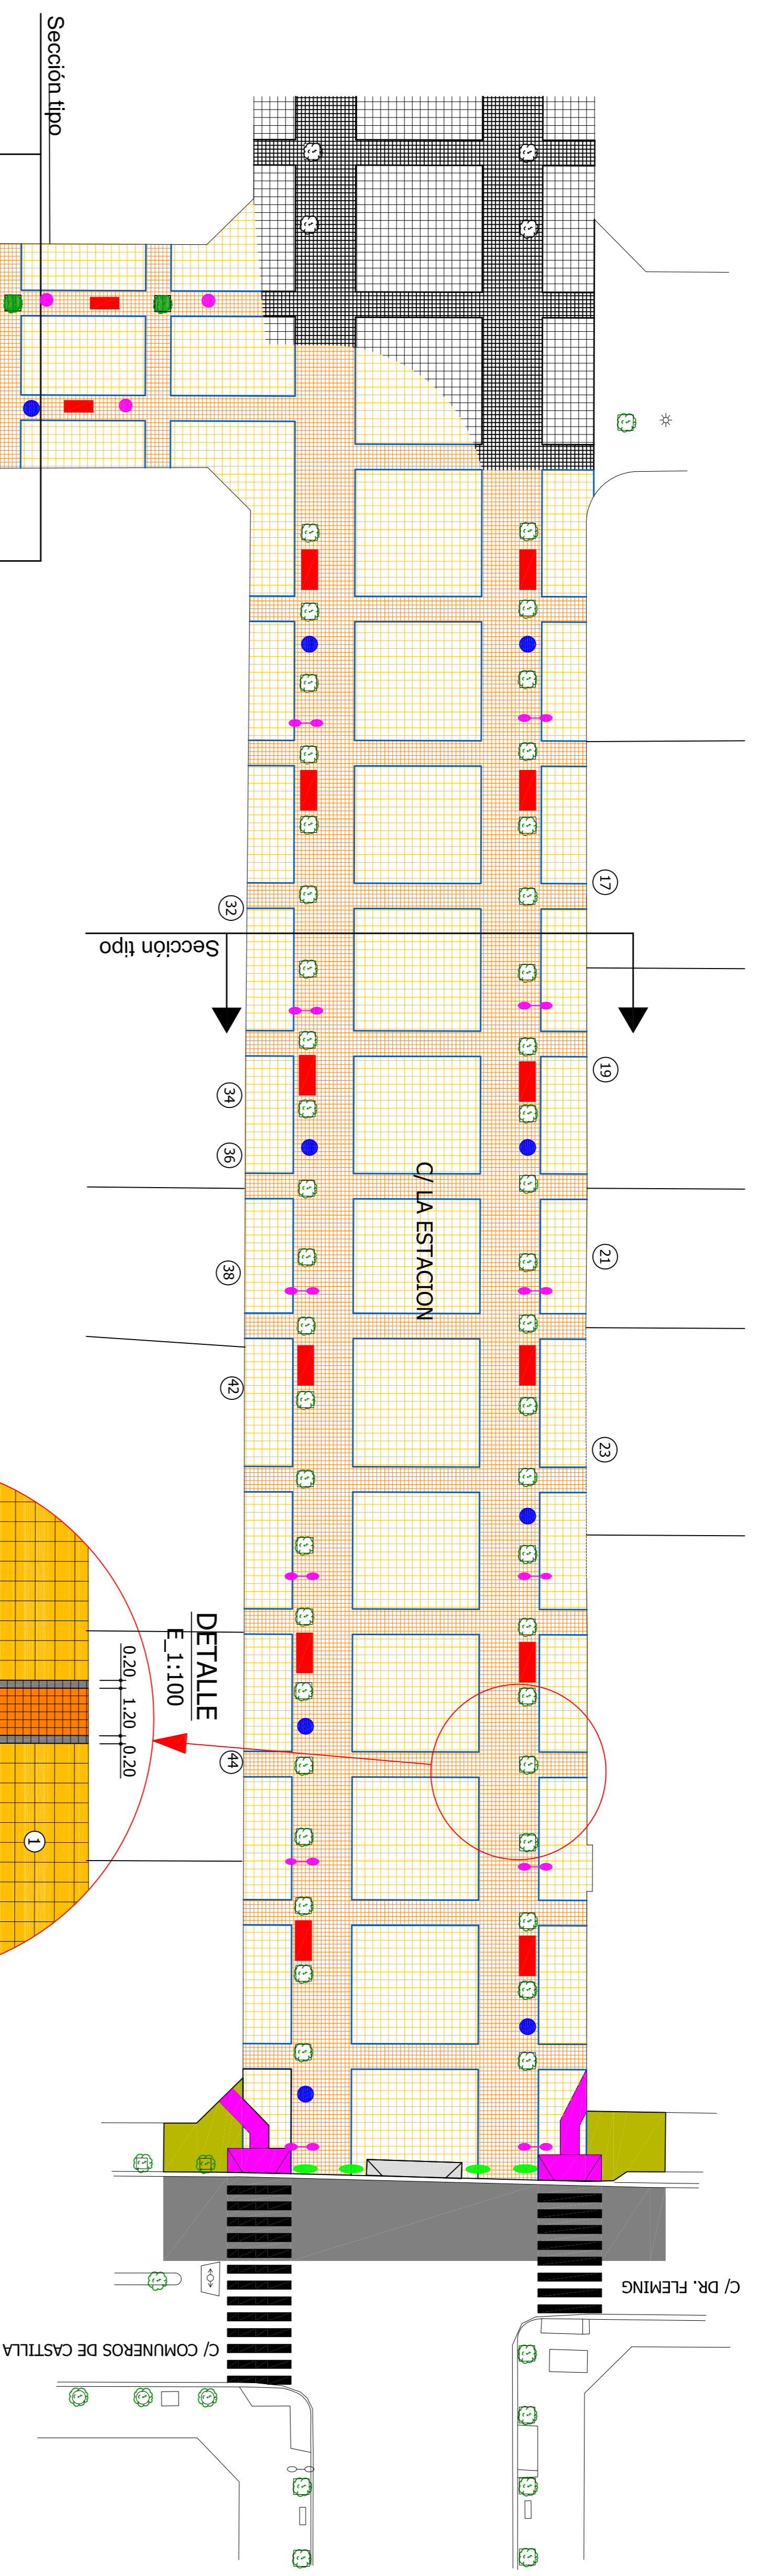 Sección tipo
17
32
Sección tipo
19
34
36
C/ LA ESTACION
21
38
42
23
DETALLE
E_1:100
0.20 1.20 0.20
44
1
C/ DR. FLEMING
C/ COMUNEROS DE CASTILLA